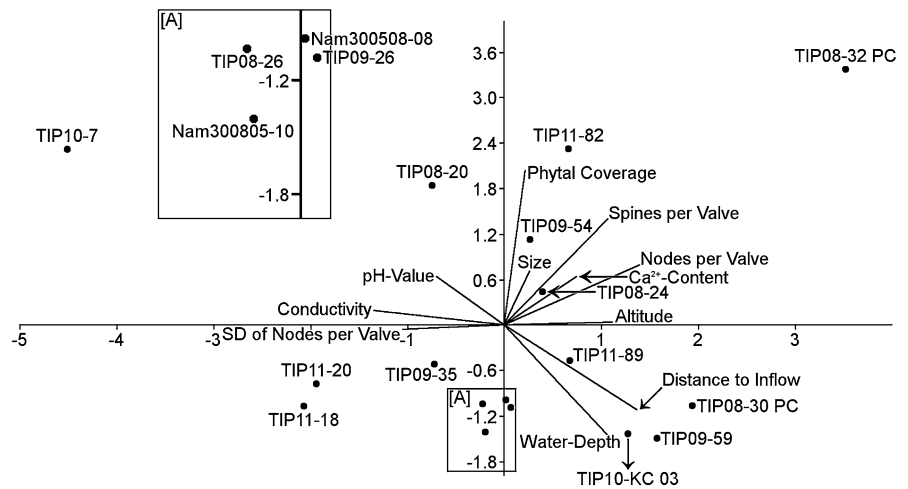 [A]
Nam300508-08
TIP08-26
TIP09-26
-1.2
Nam300805-10
-1.8
3.6
TIP08-32 PC
3.0
TIP10-7
2.4
TIP11-82
TIP08-20
1.8
Phytal Coverage
Spines per Valve
1.2
TIP09-54
Size
Nodes per Valve
pH-Value
0.6
Ca2+-Content
TIP08-24
Conductivity
Altitude
SD of Nodes per Valve
-5
-4
-3
-2
-1
1
2
3
TIP11-20
TIP09-35
-0.6
TIP11-89
Distance to Inflow
[A]
TIP11-18
-1.2
TIP08-30 PC
Water-Depth
TIP09-59
-1.8
TIP10-KC 03